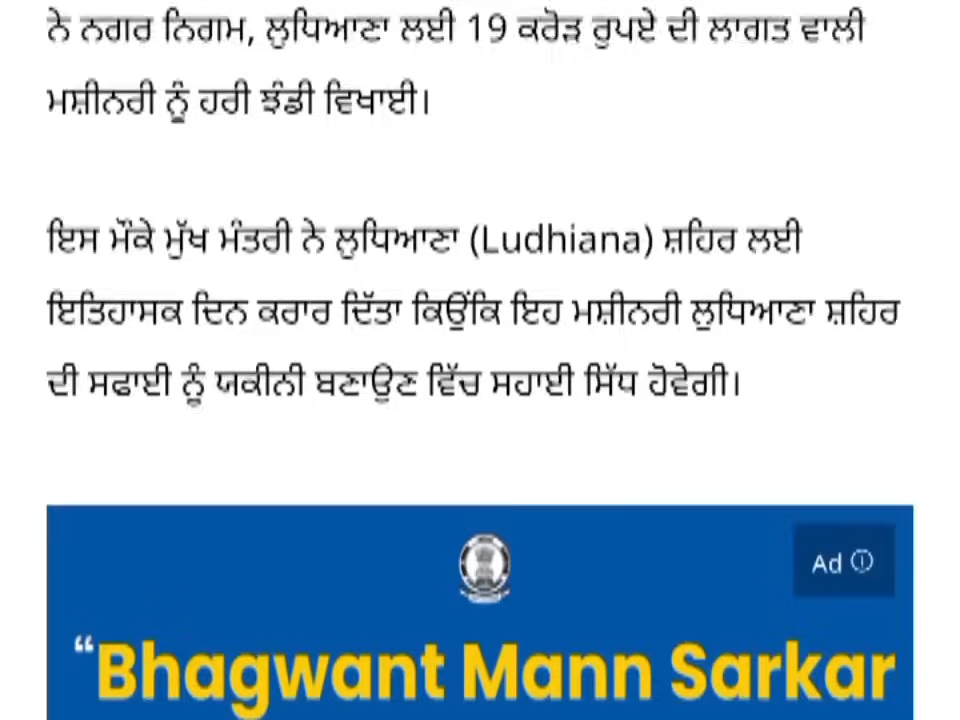 ਨੇ ਨਗਰ ਨਿਗਮ, ਲੁਧਿਆਣਾ ਲਈ 19 ਕਰੋੜ ਰੁਪਏ ਦੀ ਲਾਗਤ ਵਾਲੀ
ਮਸ਼ੀਨਰੀ ਨੂੰ ਹਰੀ ਝੰਡੀ ਵਿਖਾਈ।
ਇਸ ਮੌਕੇ ਮੁੱਖ ਮੰਤਰੀ ਨੇ ਲੁਧਿਆਣਾ (Ludhiana) ਸ਼ਹਿਰ ਲਈ
ਇਤਿਹਾਸਕ ਦਿਨ ਕਰਾਰ ਦਿੱਤਾ ਕਿਉਂਕਿ ਇਹ ਮਸ਼ੀਨਰੀ ਲੁਧਿਆਣਾ ਸ਼ਹਿਰ
ਦੀ ਸਫਾਈ ਨੂੰ ਯਕੀਨੀ ਬਣਾਉਣ ਵਿੱਚ ਸਹਾਈ ਸਿੱਧ ਹੋਵੇਗੀ।
Ad
“Bhagwant Mann Sarkar